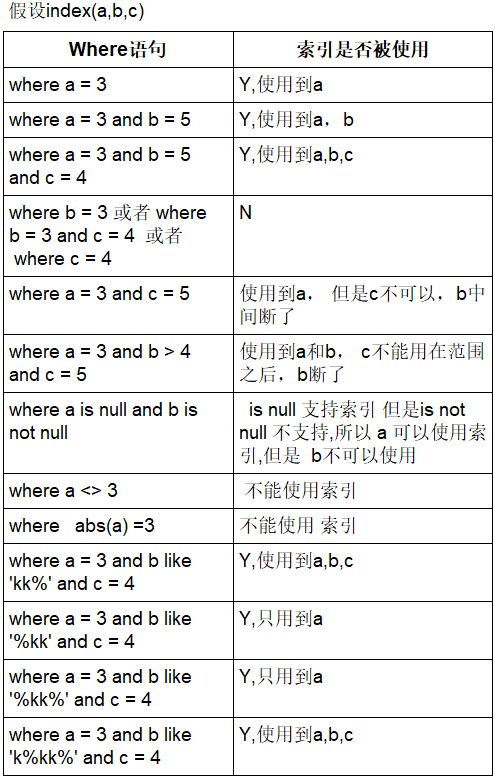 假设index(a,b,c)
Where语句
索引是否被使用
where a = 3
Y,使用到a
where a = 3 and b = 5
Y,使用到a，b
where a = 3 and b = 5
and c = 4
Y,使用到a,b,c
where b = 3 或者 where
b = 3 and c = 4 或者
where c = 4
N
where a = 3 and c = 5
使用到a， 但是c不可以，b中
间断了
where a = 3 and b > 4
and c = 5
使用到a和b， c不能用在范围
之后，b断了
where a is null and b is
not null
is null 支持索引 但是is not
null 不支持,所以 a 可以使用索
引,但是 b不可以使用
where a <> 3
不能使用索引
where abs(a) =3
不能使用 索引
where a = 3 and b like
'kk%' and c = 4
Y,使用到a,b,c
where a = 3 and b like
'%kk' and c = 4
Y,只用到a
where a = 3 and b like
'%kk%' and c = 4
Y,只用到a
where a = 3 and b like
'k%kk%' and c = 4
Y,使用到a,b,c